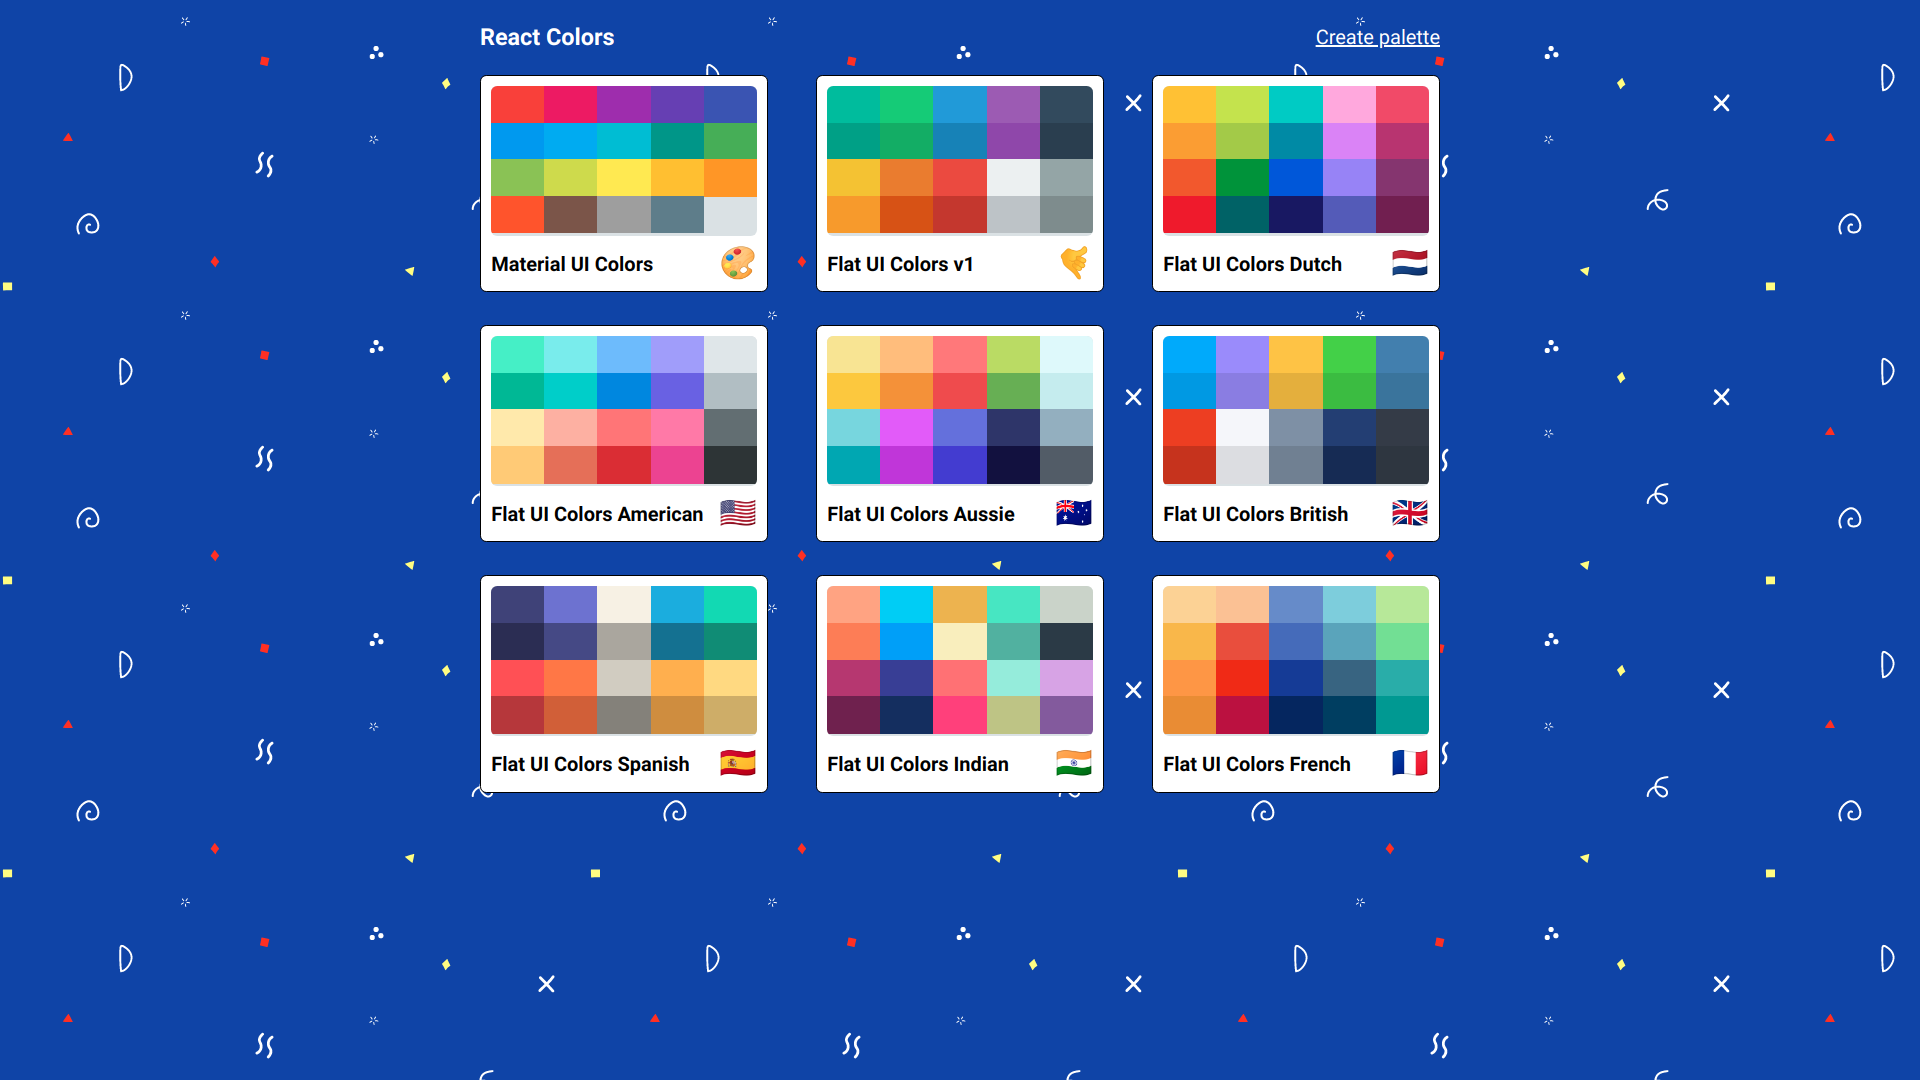 React Colors
Create palette
Material UI Colors
Flat UI Colors v1
Flat UI Colors Dutch
Flat UI Colors American
Flat UI Colors Aussie
Flat UI Colors British
Flat UI Colors Spanish
Flat UI Colors Indian
Flat UI Colors French